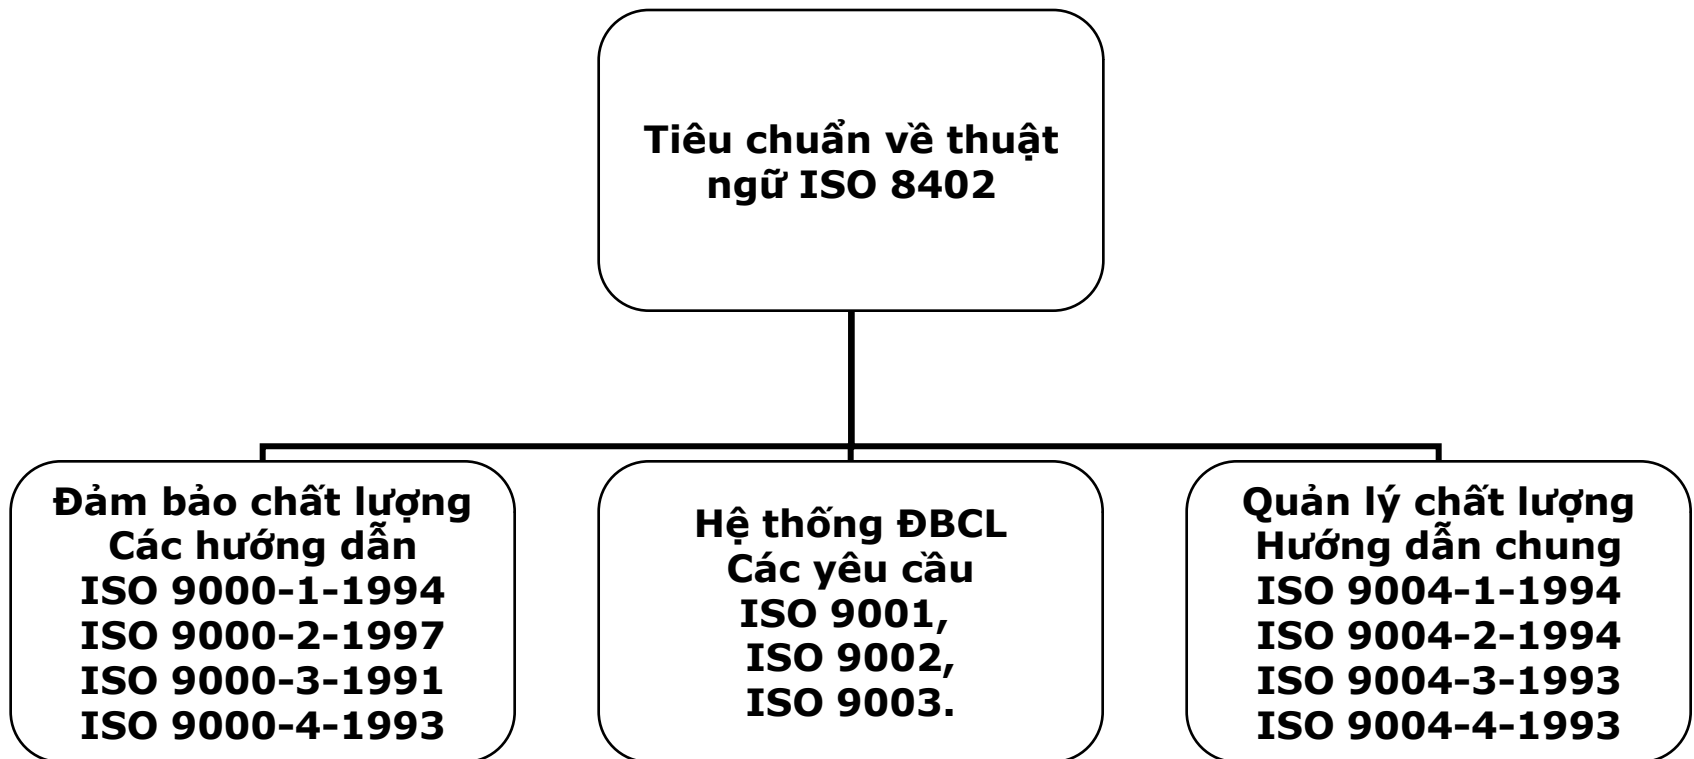 Tiêu chuẩn về thuật
ngữ ISO 8402
Đảm bảo chất lượng
Các hướng dẫn
ISO 9000-1-1994
ISO 9000-2-1997
ISO 9000-3-1991
ISO 9000-4-1993
Hệ thống ĐBCL
Các yêu cầu
ISO 9001,
ISO 9002,
ISO 9003.
Quản lý chất lượng
Hướng dẫn chung
ISO 9004-1-1994
ISO 9004-2-1994
ISO 9004-3-1993
ISO 9004-4-1993